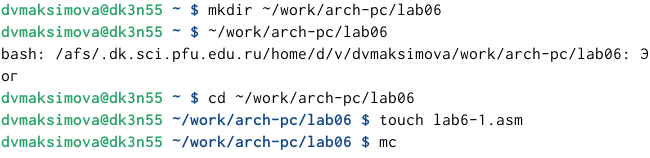 dvmaksimova@dk3n55 ~ $ mkdir ~/work/arch-pc/lab06
dvmaksimova@dk3n55 ~ $ ~/work/arch-pc/lab06
bash: /afs/.dk.sci.pfu.edu.ru/home/d/v/dvmaksimova/work/arch-pc/lab06: Э
ог
dvmaksimova@dk3n55 ~ $ cd ~/work/arch-pc/lab06
dvmaksimova@dk3n55 ~/work/arch-pc/lab06 $ touch lab6-1.asm
dvmaksimova@dk3n55 ~/work/arch-pc/lab06 $ mc